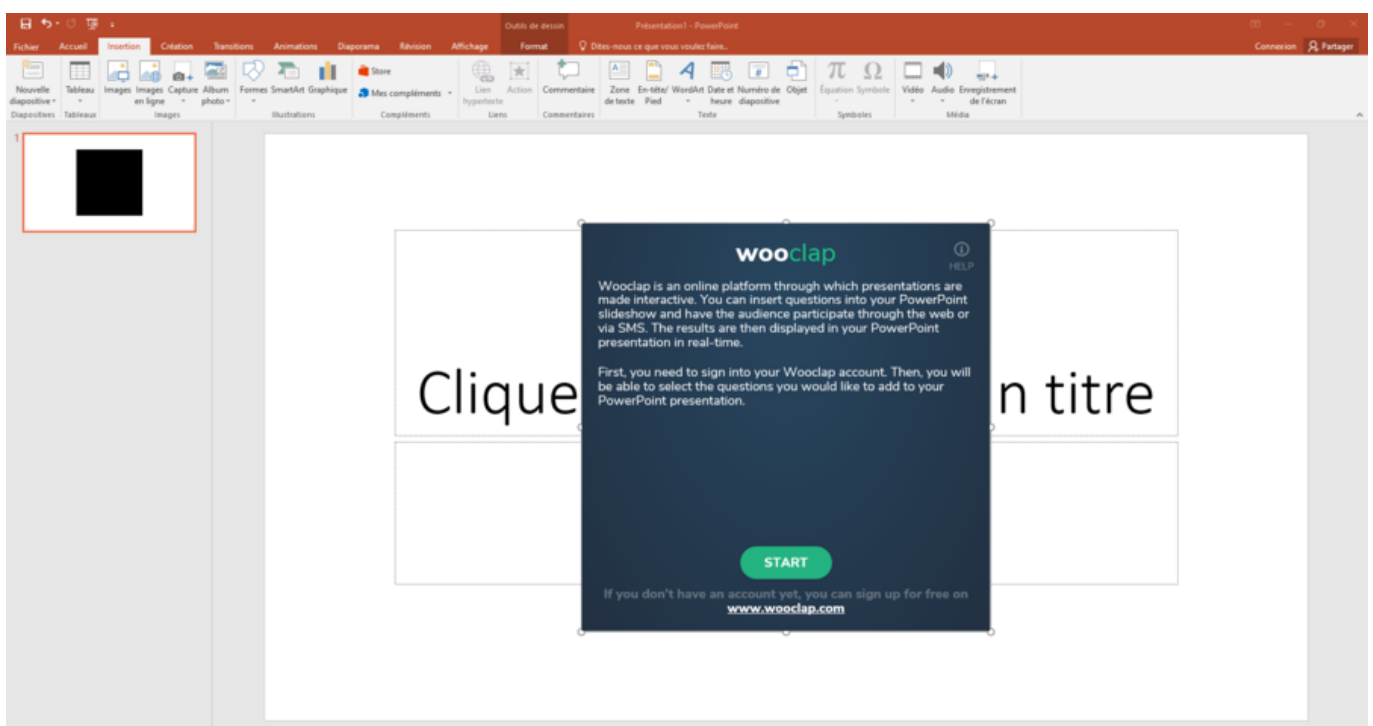 Outils de dessin
Présentation1 - PowerPoint
Fichier Accueil Insertion Création Transitions Animations Diaporama Révision Affichage Format Dites-nous ce que vous voulez faire... Connexion Partager
Nouvelle diapositive
Tableau
Images
Images en ligne
Capture
Album photo
Formes
SmartArt
Graphique
Store
Mes compléments
Lien hypertexte
Action
Commentaire
Zone de texte
En-tête/ Pied
WordArt
Date et heure
Numéro de diapositive
Objet
Équation
Symbole
Vidéo
Audio
Enregistrement de l'écran
Diapositives Tableaux Images Illustrations Compléments Liens Commentaires Texte Symboles Média
1
wooclap
HELP
Wooclap is an online platform through which presentations are
made interactive. You can insert questions into your PowerPoint
slideshow and have the audience participate through the web or
via SMS. The results are then displayed in your PowerPoint
presentation in real-time.
First, you need to sign into your Wooclap account. Then, you will
be able to select the questions you would like to add to your
PowerPoint presentation.
Clique n titre
START
If you don't have an account yet, you can sign up for free on
www.wooclap.com